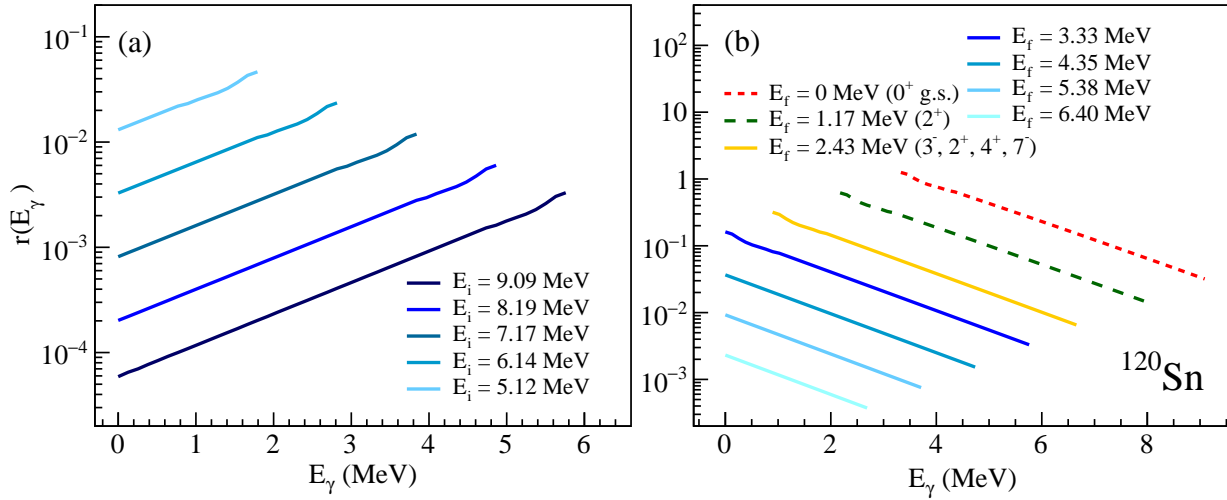 (a)
10⁻¹
10⁻²
10⁻³
10⁻⁴
r(E_γ)
E_i = 9.09 MeV
E_i = 8.19 MeV
E_i = 7.17 MeV
E_i = 6.14 MeV
E_i = 5.12 MeV
0 1 2 3 4 5 6
E_γ (MeV)
(b)
10²
10
1
10⁻¹
10⁻²
10⁻³
E_f = 3.33 MeV
E_f = 4.35 MeV
E_f = 5.38 MeV
E_f = 6.40 MeV
E_f = 0 MeV (0⁺ g.s.)
E_f = 1.17 MeV (2⁺)
E_f = 2.43 MeV (3⁻, 2⁺, 4⁺, 7⁻)
¹²⁰Sn
0 2 4 6 8
E_γ (MeV)